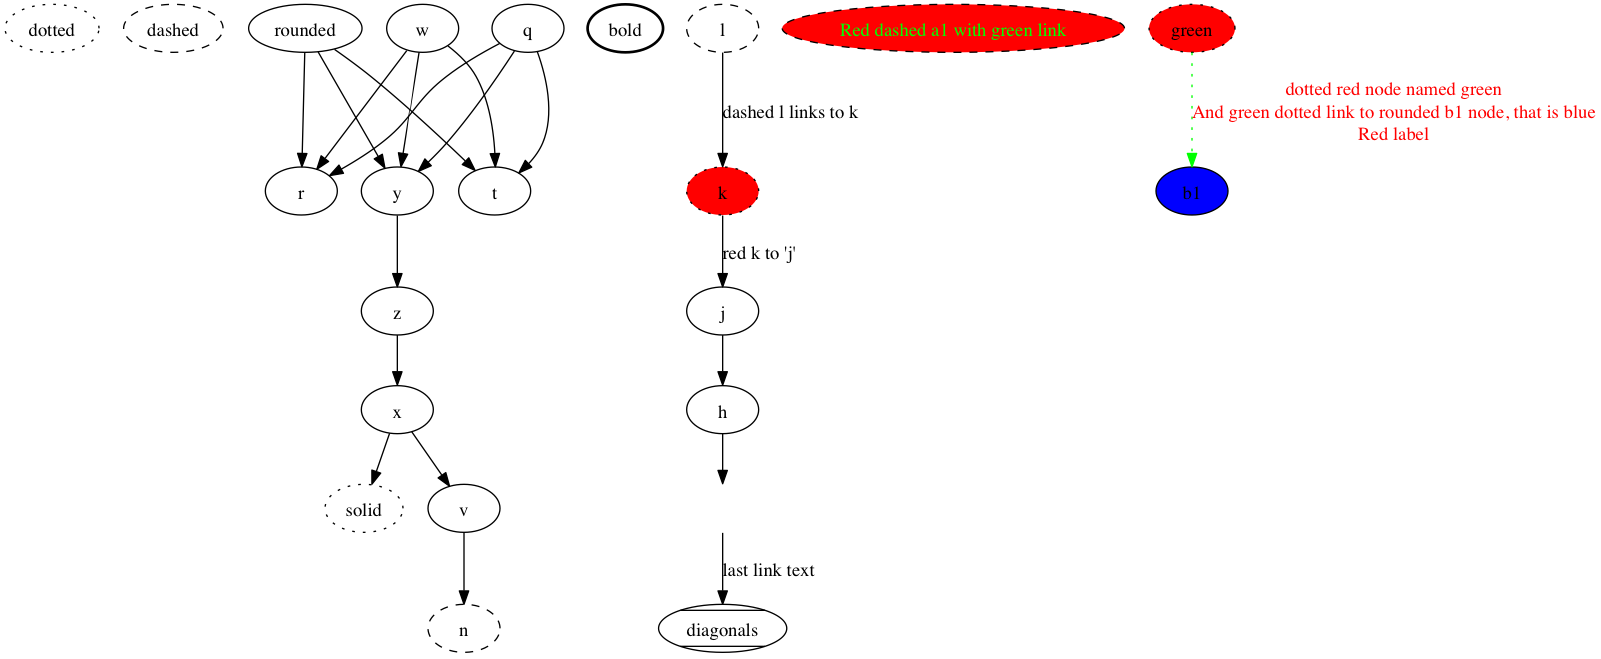 dotted
dashed
rounded
w
q
bold
l
Red dashed a1 with green link
green
dashed l links to k
dotted red node named green
And green dotted link to rounded b1 node, that is blue
Red label
r
y
t
k
b1
red k to 'j'
z
j
x
h
solid
v
last link text
n
diagonals